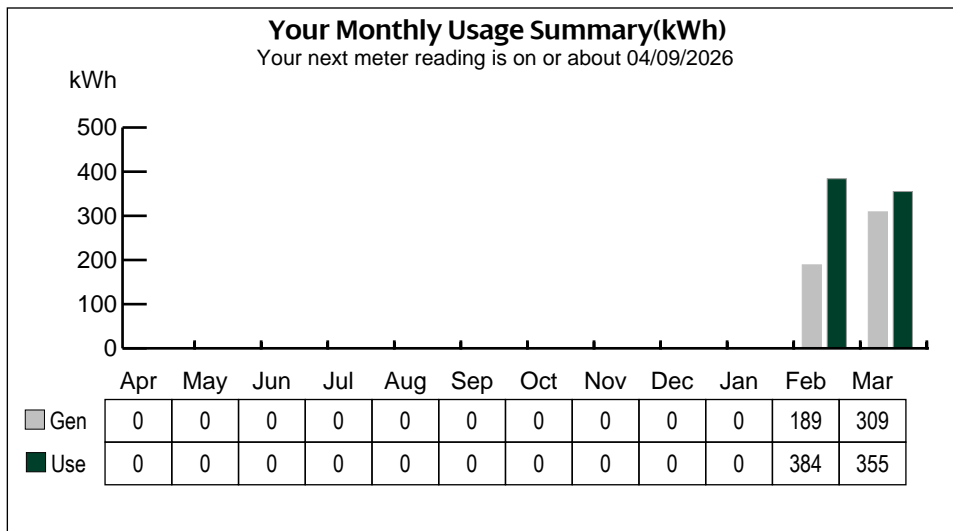 Your Monthly Usage Summary(kWh)
Your next meter reading is on or about 04/09/2026
kWh
500
400
300
200
100
0
Apr May Jun Jul Aug Sep Oct Nov Dec Jan Feb Mar
Gen 0 0 0 0 0 0 0 0 0 0 189 309
Use 0 0 0 0 0 0 0 0 0 0 384 355